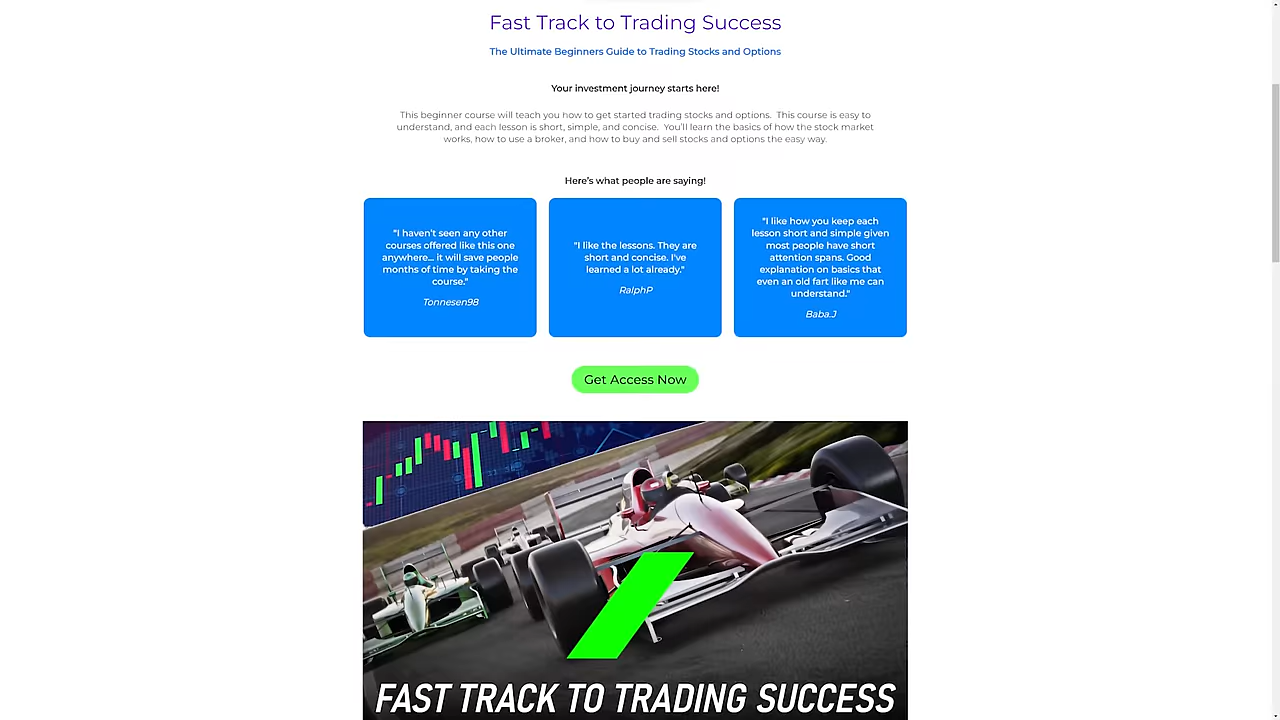 Fast Track to Trading Success
The Ultimate Beginners Guide to Trading Stocks and Options
Your investment journey starts here!
This beginner course will teach you how to get started trading stocks and options. This course is easy to
understand, and each lesson is short, simple, and concise. You'll learn the basics of how the stock market
works, how to use a broker, and how to buy and sell stocks and options the easy way.
Here's what people are saying!
"I haven't seen any other
courses offered like this one
anywhere... it will save people
months of time by taking the
course."
Tonnesen98
"I like the lessons. They are
short and concise. I've
learned a lot already."
RalphP
"I like how you keep each
lesson short and simple given
most people have short
attention spans. Good
explanation on basics that
even an old fart like me can
understand."
Baba.J
Get Access Now
FAST TRACK TO TRADING SUCCESS